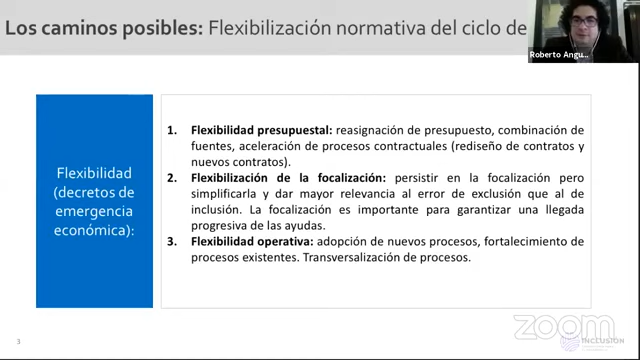 Los caminos posibles: Flexibilización normativa del ciclo de
Roberto Angu...
Flexibilidad
(decretos de
emergencia
económica):
1. Flexibilidad presupuestal: reasignación de presupuesto, combinación de
fuentes, aceleración de procesos contractuales (rediseño de contratos y
nuevos contratos).
2. Flexibilización de la focalización: persistir en la focalización pero
simplificarla y dar mayor relevancia al error de exclusión que al de
inclusión. La focalización es importante para garantizar una llegada
progresiva de las ayudas.
3. Flexibilidad operativa: adopción de nuevos procesos, fortalecimiento de
procesos existentes. Transversalización de procesos.
3
zoom
INCLUSIÓN